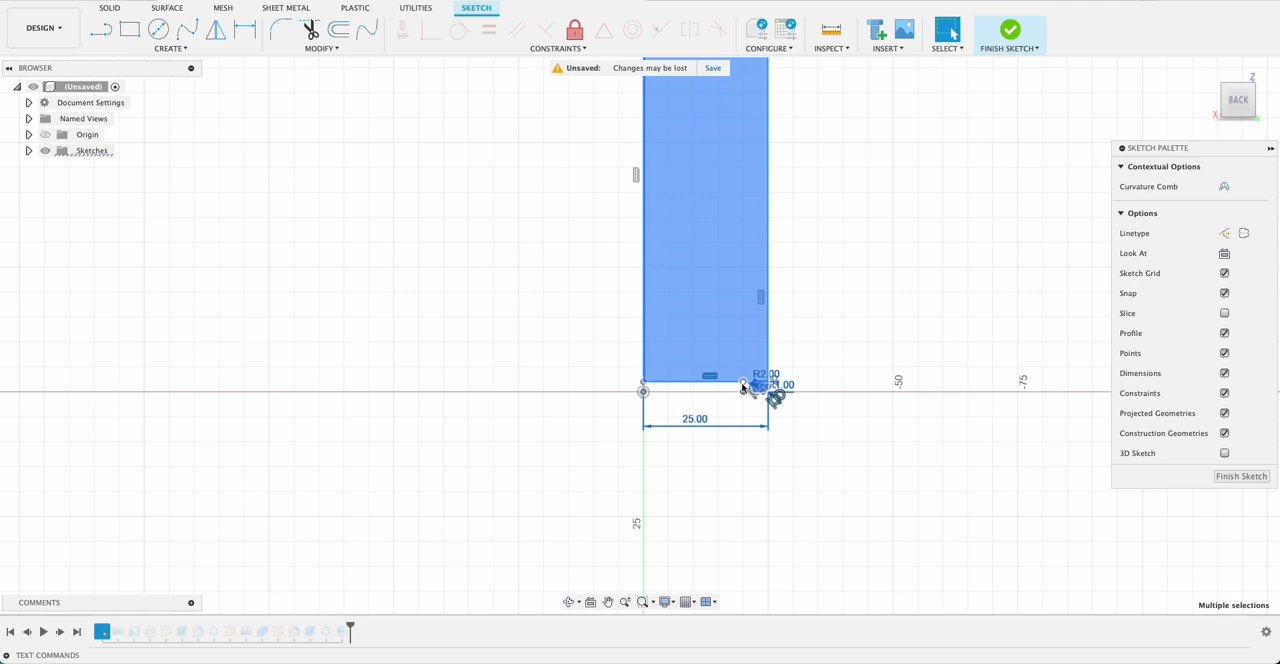 SOLID SURFACE MESH SHEET METAL PLASTIC UTILITIES SKETCH
DESIGN
CREATE MODIFY CONSTRAINTS CONFIGURE INSPECT INSERT SELECT FINISH SKETCH
BROWSER
Unsaved: Changes may be lost Save
(Unsaved)
Document Settings
Named Views
Origin
Sketches
Z
BACK
X
SKETCH PALETTE
Contextual Options
Curvature Comb
Options
Linetype
Look At
Sketch Grid
Snap
Slice
Profile
Points
Dimensions
Constraints
Projected Geometries
Construction Geometries
3D Sketch
Finish Sketch
R2.00
1.00
-50
-75
25.00
25
COMMENTS
Multiple selections
TEXT COMMANDS